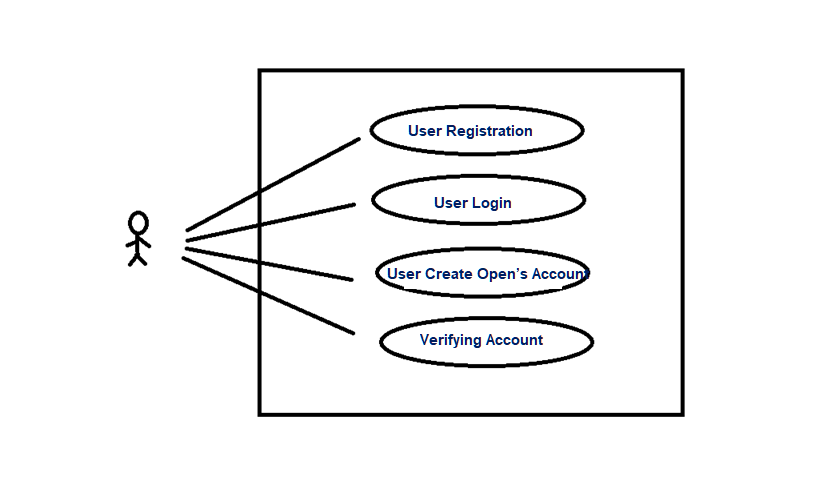 User Registration
User Login
User Create Open’s Account
Verifying Account